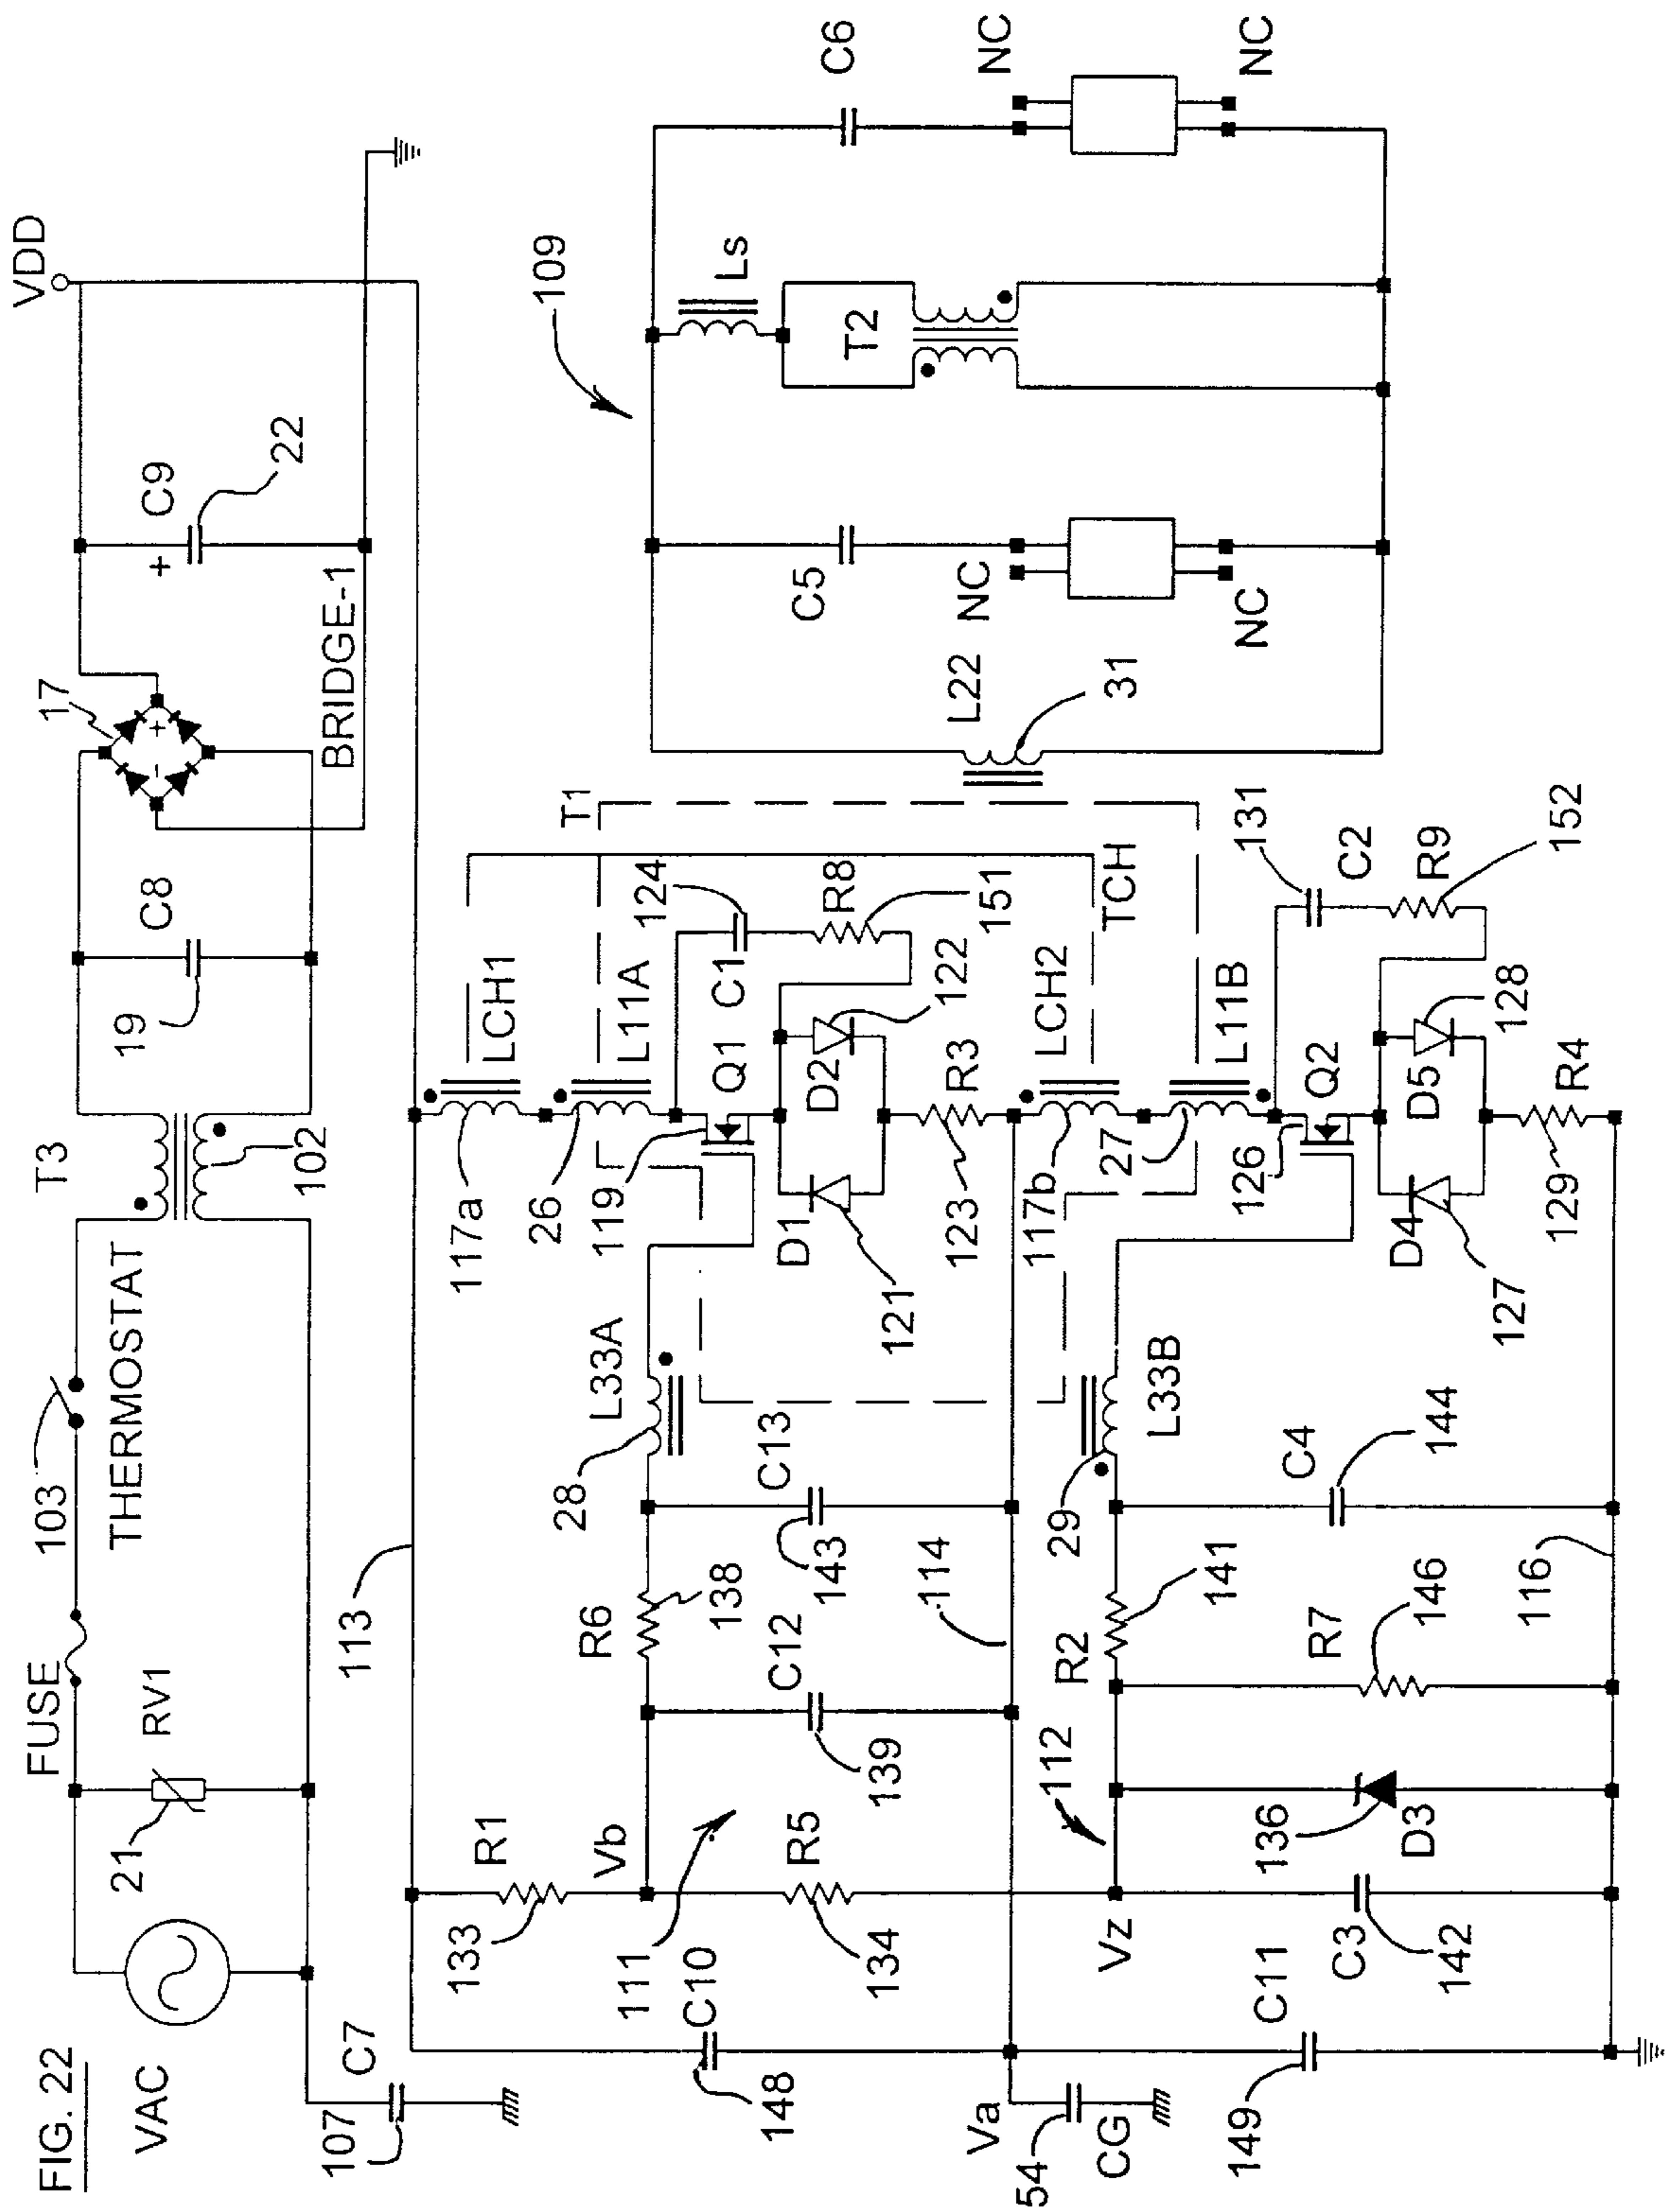 FIG. 22
VAC
FUSE
RV1
21
103
THERMOSTAT
T3
102
C8
19
17
BRIDGE-1
+
-
C9
+
22
VDD
C7
107
113
R1
133
Vb
R5
134
111
C10
148
Va
54
CG
C11
149
R6
138
C12
139
C13
143
114
L33A
28
117a
LCH1
26
L11A
T1
119
Q1
C1
124
R8
151
D1
121
D2
122
R3
123
LCH2
117b
TCH
L11B
27
Q2
126
131
C2
R9
152
D4
127
D5
128
R4
129
L33B
29
Vz
112
R2
141
R7
146
C4
144
116
D3
136
C3
142
109
L22
31
C5
NC
NC
T2
Ls
C6
NC
NC